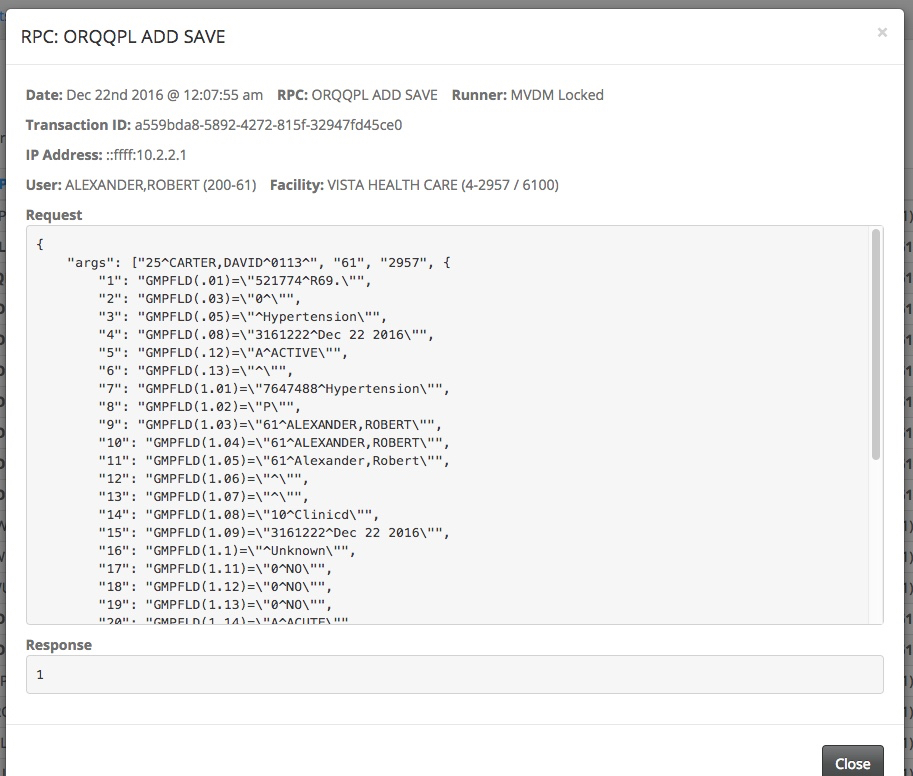 RPC: ORQQPL ADD SAVE
×
Date: Dec 22nd 2016 @ 12:07:55 am RPC: ORQQPL ADD SAVE Runner: MVDM Locked
Transaction ID: a559bda8-5892-4272-815f-32947fd45ce0
IP Address: ::ffff:10.2.2.1
User: ALEXANDER,ROBERT (200-61) Facility: VISTA HEALTH CARE (4-2957 / 6100)
Request
{
"args": ["25^CARTER,DAVID^0113^", "61", "2957", {
"1": "GMPFLD(.01)=\"521774^R69.\"",
"2": "GMPFLD(.03)=\"0^\"",
"3": "GMPFLD(.05)=\"^Hypertension\"",
"4": "GMPFLD(.08)=\"3161222^Dec 22 2016\"",
"5": "GMPFLD(.12)=\"A^ACTIVE\"",
"6": "GMPFLD(.13)=\"^\"",
"7": "GMPFLD(1.01)=\"7647488^Hypertension\"",
"8": "GMPFLD(1.02)=\"P\"",
"9": "GMPFLD(1.03)=\"61^ALEXANDER,ROBERT\"",
"10": "GMPFLD(1.04)=\"61^ALEXANDER,ROBERT\"",
"11": "GMPFLD(1.05)=\"61^Alexander,Robert\"",
"12": "GMPFLD(1.06)=\"^\"",
"13": "GMPFLD(1.07)=\"^\"",
"14": "GMPFLD(1.08)=\"10^Clinicd\"",
"15": "GMPFLD(1.09)=\"3161222^Dec 22 2016\"",
"16": "GMPFLD(1.1)=\"^Unknown\"",
"17": "GMPFLD(1.11)=\"0^NO\"",
"18": "GMPFLD(1.12)=\"0^NO\"",
"19": "GMPFLD(1.13)=\"0^NO\"",
"20": "GMPFLD(1.14)=\"A^ACUTE\""
Response
1
Close